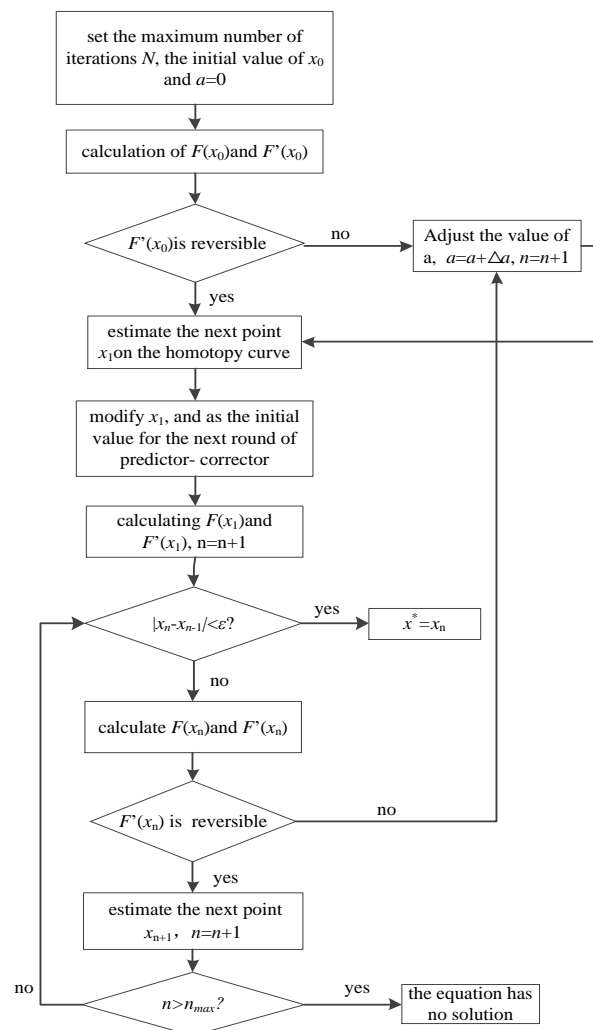 set the maximum number of
iterations N, the initial value of x0
and a=0
calculation of F(x0)and F’(x0)
F’(x0)is reversible
no
Adjust the value of
a, a=a+△a, n=n+1
yes
estimate the next point
x1on the homotopy curve
modify x1, and as the initial
value for the next round of
predictor- corrector
calculating F(x1)and
F’(x1), n=n+1
|xn-xn-1/<ε?
yes
x*=xn
no
calculate F(xn)and F’(xn)
F’(xn) is reversible
no
yes
estimate the next point
xn+1, n=n+1
no
n>nmax?
yes
the equation has
no solution